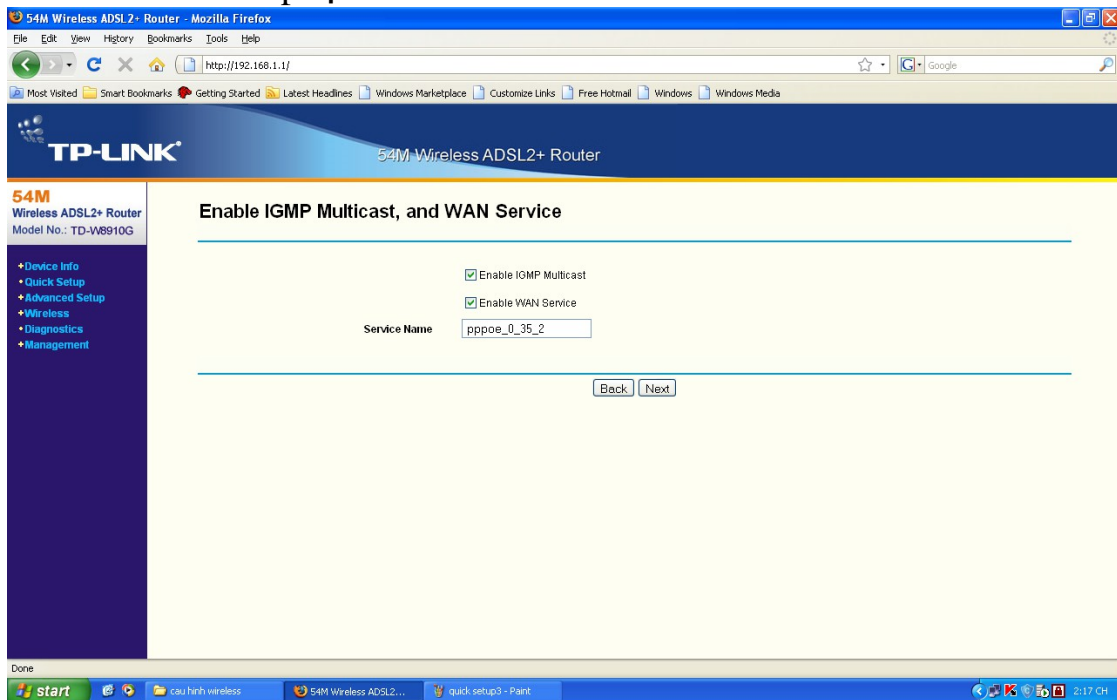 54M Wireless ADSL2+ Router - Mozilla Firefox
File Edit View History Bookmarks Tools Help
http://192.168.1.1/
G Google
Most Visited Smart Bookmarks Getting Started Latest Headlines Windows Marketplace Customize Links Free Hotmail Windows Windows Media
TP-LINK
54M Wireless ADSL2+ Router
54M
Wireless ADSL2+ Router
Model No.: TD-W8910G
+Device Info
•Quick Setup
+Advanced Setup
+Wireless
•Diagnostics
+Management
Enable IGMP Multicast, and WAN Service
Enable IGMP Multicast
Enable WAN Service
Service Name pppoe_0_35_2
Back Next
Done
start cau hinh wireless 54M Wireless ADSL2... quick setup3 - Paint 2:17 CH